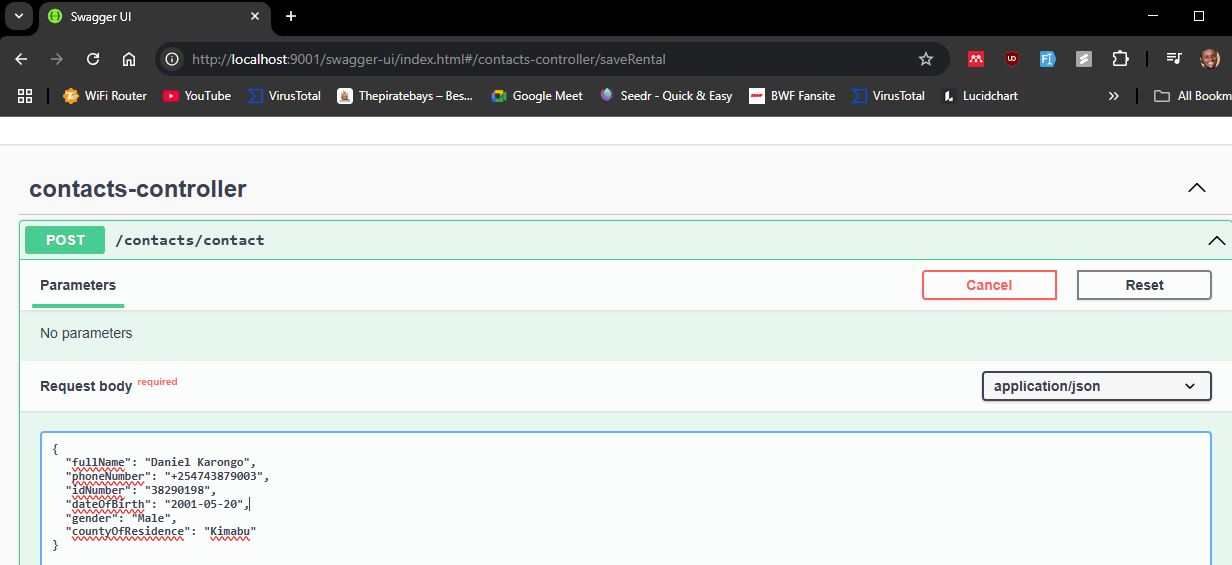 Swagger UI
http://localhost:9001/swagger-ui/index.html#/contacts-controller/saveRental
WiFi Router
YouTube
VirusTotal
Thepiratebays – Bes...
Google Meet
Seedr - Quick & Easy
BWF Fansite
VirusTotal
Lucidchart
All Bookm
contacts-controller
POST /contacts/contact
Parameters
Cancel
Reset
No parameters
Request body required
application/json
{
"fullName": "Daniel Karongo",
"phoneNumber": "+254743879003",
"idNumber": "38290198",
"dateOfBirth": "2001-05-20",
"gender": "Male",
"countyOfResidence": "Kimabu"
}